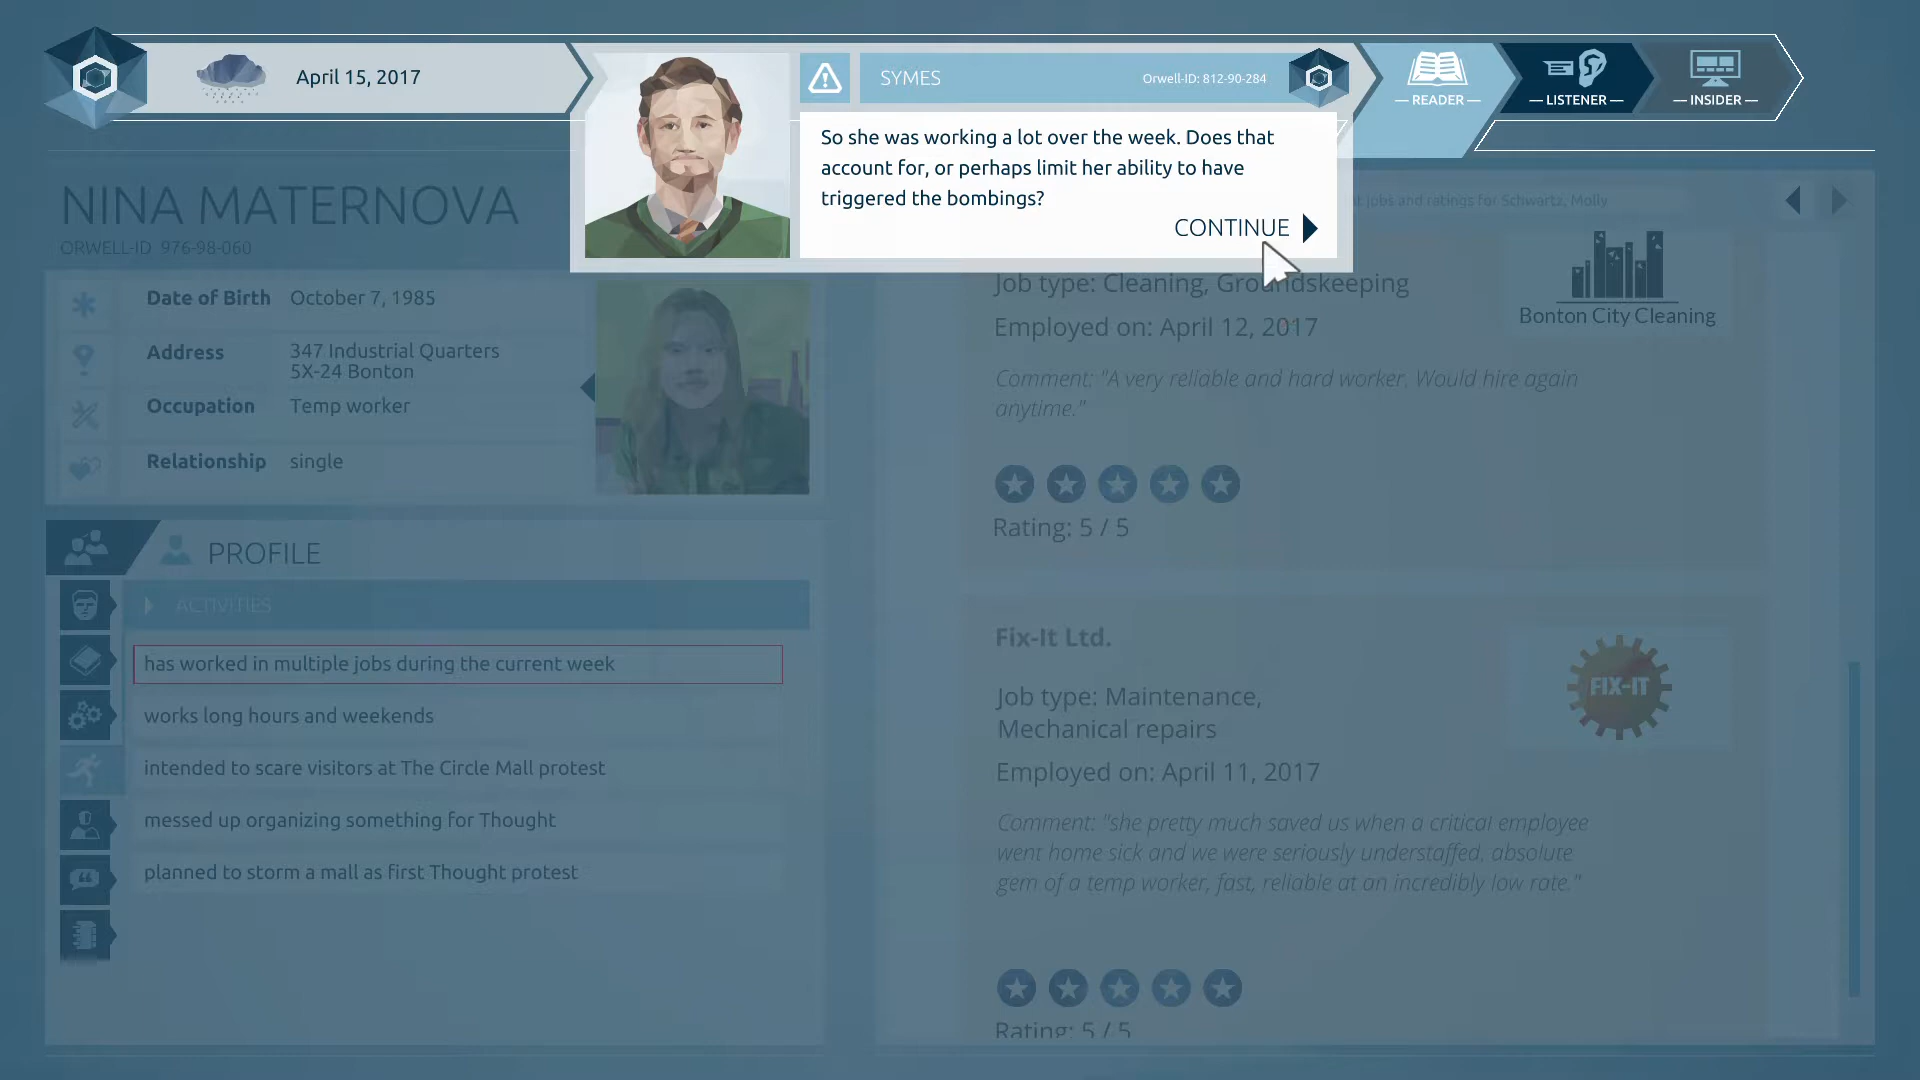 April 15, 2017
SYMES
Orwell-ID: 812-90-284
So she was working a lot over the week. Does that
account for, or perhaps limit her ability to have
triggered the bombings?
CONTINUE
READER
LISTENER
INSIDER
NINA MATERNOVA
ORWELL-ID 976-98-060
Date of Birth October 7, 1985
Address 347 Industrial Quarters
5X-24 Bonton
Occupation Temp worker
Relationship single
PROFILE
ACTIVITIES
has worked in multiple jobs during the current week
works long hours and weekends
intended to scare visitors at The Circle Mall protest
messed up organizing something for Thought
planned to storm a mall as first Thought protest
jobs and ratings for Schwartz, Molly
Job type: Cleaning, Groundskeeping
Employed on: April 12, 2017
Bonton City Cleaning
Comment: "A very reliable and hard worker. Would hire again
anytime."
Rating: 5 / 5
Fix-It Ltd.
FIX-IT
Job type: Maintenance,
Mechanical repairs
Employed on: April 11, 2017
Comment: "she pretty much saved us when a critical employee
went home sick and we were seriously understaffed, absolute
gem of a temp worker, fast, reliable at an incredibly low rate."
Rating: 5 / 5